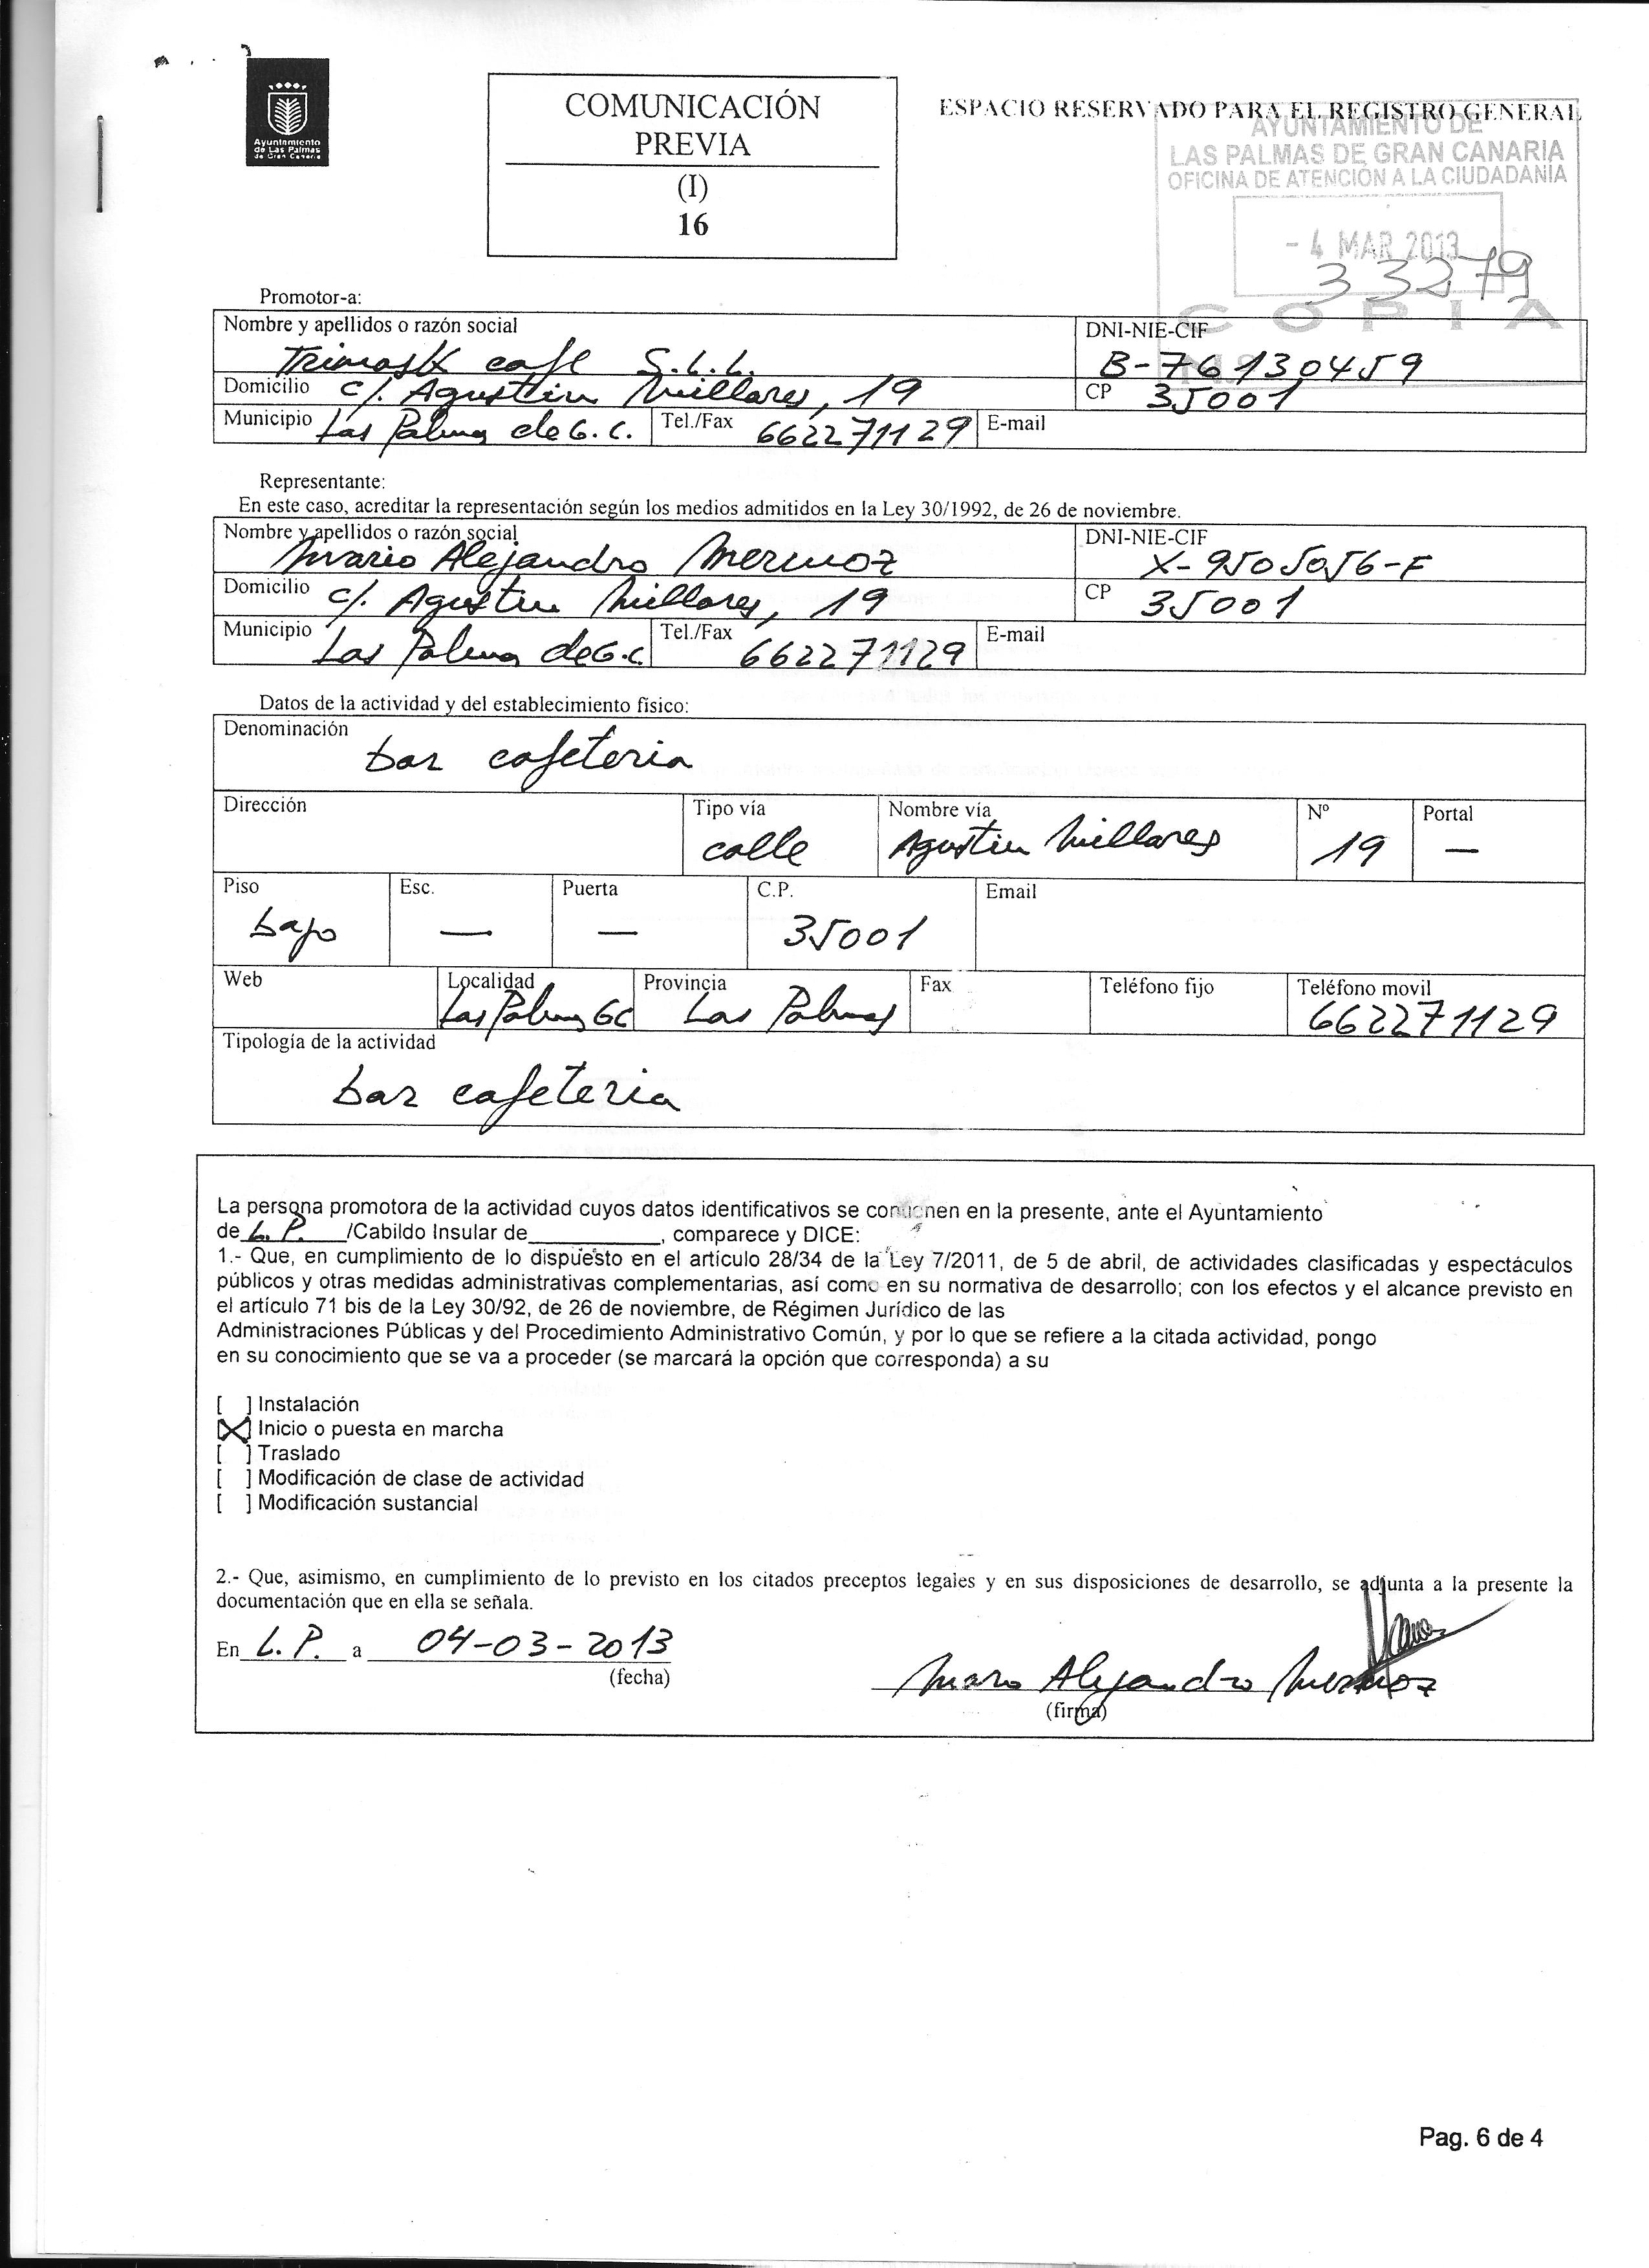 Ayuntamiento
de Las Palmas
de Gran Canaria
COMUNICACIÓN
PREVIA
(I)
16
ESPACIO RESERVADO PARA EL REGISTRO GENERAL
AYUNTAMIENTO DE
LAS PALMAS DE GRAN CANARIA
OFICINA DE ATENCIÓN A LA CIUDADANÍA
- 4 MAR 2013
33279
COPIA
Promotor-a:
Nombre y apellidos o razón social
DNI-NIE-CIF
cafe S.L.L.
B-76130459
Domicilio c/. Agustin Millares, 19
CP 35001
Municipio Las Palmas de G.C. Tel./Fax 662271129 E-mail
Representante:
En este caso, acreditar la representación según los medios admitidos en la Ley 30/1992, de 26 de noviembre.
Nombre y apellidos o razón social
DNI-NIE-CIF
Mario Alejandro Mermoz
X-9505056-F
Domicilio c/. Agustin Millares, 19
CP 35001
Municipio Las Palmas de G.C Tel./Fax 662271129 E-mail
Datos de la actividad y del establecimiento físico:
Denominación
bar cafeteria
Dirección Tipo vía Nombre vía Nº Portal
calle Agustin Millares 19 —
Piso Esc. Puerta C.P. Email
bajo — — 35001
Web Localidad Provincia Fax Teléfono fijo Teléfono movil
Las Palmas GC Las Palmas 662271129
Tipología de la actividad
bar cafeteria
La persona promotora de la actividad cuyos datos identificativos se contienen en la presente, ante el Ayuntamiento
de L. P. /Cabildo Insular de__________, comparece y DICE:
1.- Que, en cumplimiento de lo dispuesto en el artículo 28/34 de la Ley 7/2011, de 5 de abril, de actividades clasificadas y espectáculos
públicos y otras medidas administrativas complementarias, así como en su normativa de desarrollo; con los efectos y el alcance previsto en
el artículo 71 bis de la Ley 30/92, de 26 de noviembre, de Régimen Jurídico de las
Administraciones Públicas y del Procedimiento Administrativo Común, y por lo que se refiere a la citada actividad, pongo
en su conocimiento que se va a proceder (se marcará la opción que corresponda) a su
[ ] Instalación
[X] Inicio o puesta en marcha
[ ] Traslado
[ ] Modificación de clase de actividad
[ ] Modificación sustancial
2.- Que, asimismo, en cumplimiento de lo previsto en los citados preceptos legales y en sus disposiciones de desarrollo, se adjunta a la presente la
documentación que en ella se señala.
En L. P. a 04-03-2013
(fecha)
Mario Alejandro Mermoz
(firma)
Pag. 6 de 4